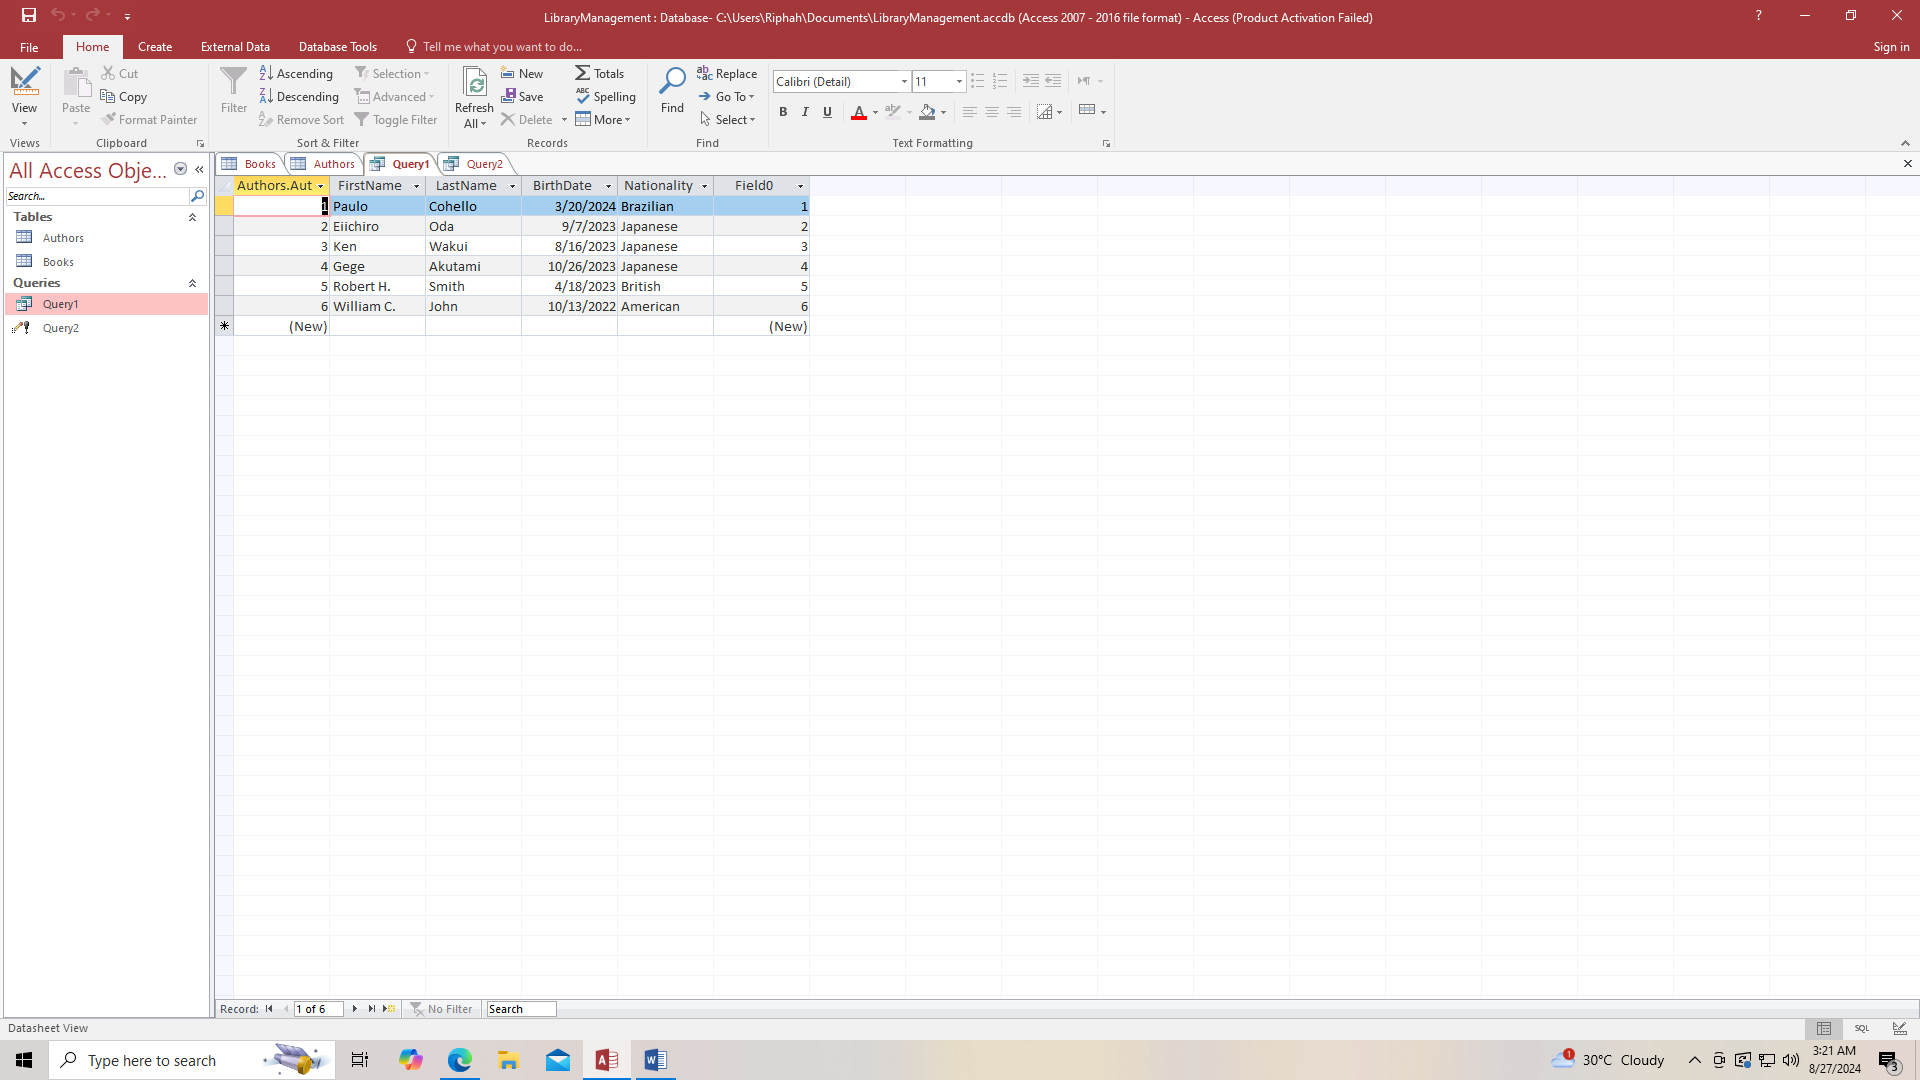 LibraryManagement : Database- C:\Users\Riphah\Documents\LibraryManagement.accdb (Access 2007 - 2016 file format) - Access (Product Activation Failed)
?
File Home Create External Data Database Tools Tell me what you want to do... Sign in
View
Views
Paste
Cut
Copy
Format Painter
Clipboard
Filter
Ascending
Descending
Remove Sort
Selection
Advanced
Toggle Filter
Sort & Filter
Refresh All
New
Save
Delete
Totals
Spelling
More
Records
Find
Replace
Go To
Select
Find
Calibri (Detail) 11
B I U A
Text Formatting
All Access Obje...
Search...
Tables
Authors
Books
Queries
Query1
Query2
Books Authors Query1 Query2
Authors.Aut FirstName LastName BirthDate Nationality Field0
1 Paulo Cohello 3/20/2024 Brazilian 1
2 Eiichiro Oda 9/7/2023 Japanese 2
3 Ken Wakui 8/16/2023 Japanese 3
4 Gege Akutami 10/26/2023 Japanese 4
5 Robert H. Smith 4/18/2023 British 5
6 William C. John 10/13/2022 American 6
(New) (New)
Record: 1 of 6 No Filter Search
Datasheet View SQL
Type here to search
1 30°C Cloudy
3:21 AM
8/27/2024
3